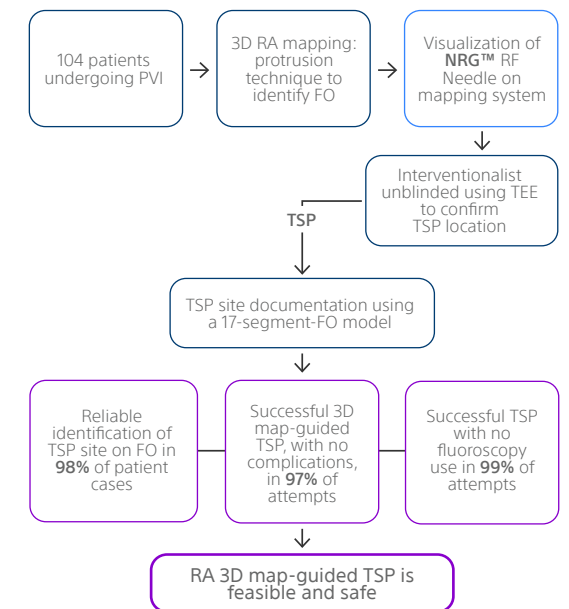 104 patients
undergoing PVI
3D RA mapping:
protrusion
technique to
identify FO
Visualization of
NRG™ RF
Needle on
mapping system
Interventionalist
unblinded using TEE
to confirm
TSP location
TSP
TSP site documentation using
a 17-segment-FO model
Reliable
identification of
TSP site on FO in
98% of patient
cases
Successful 3D
map-guided
TSP, with no
complications,
in 97% of
attempts
Successful TSP
with no
fluoroscopy
use in 99% of
attempts
RA 3D map-guided TSP is
feasible and safe